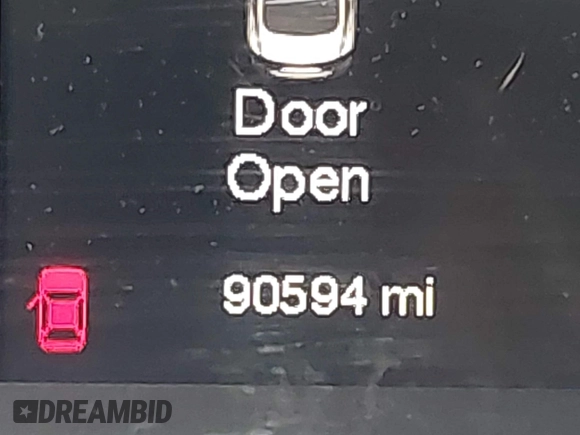 Door
Open
90594 mi
DREAMBID